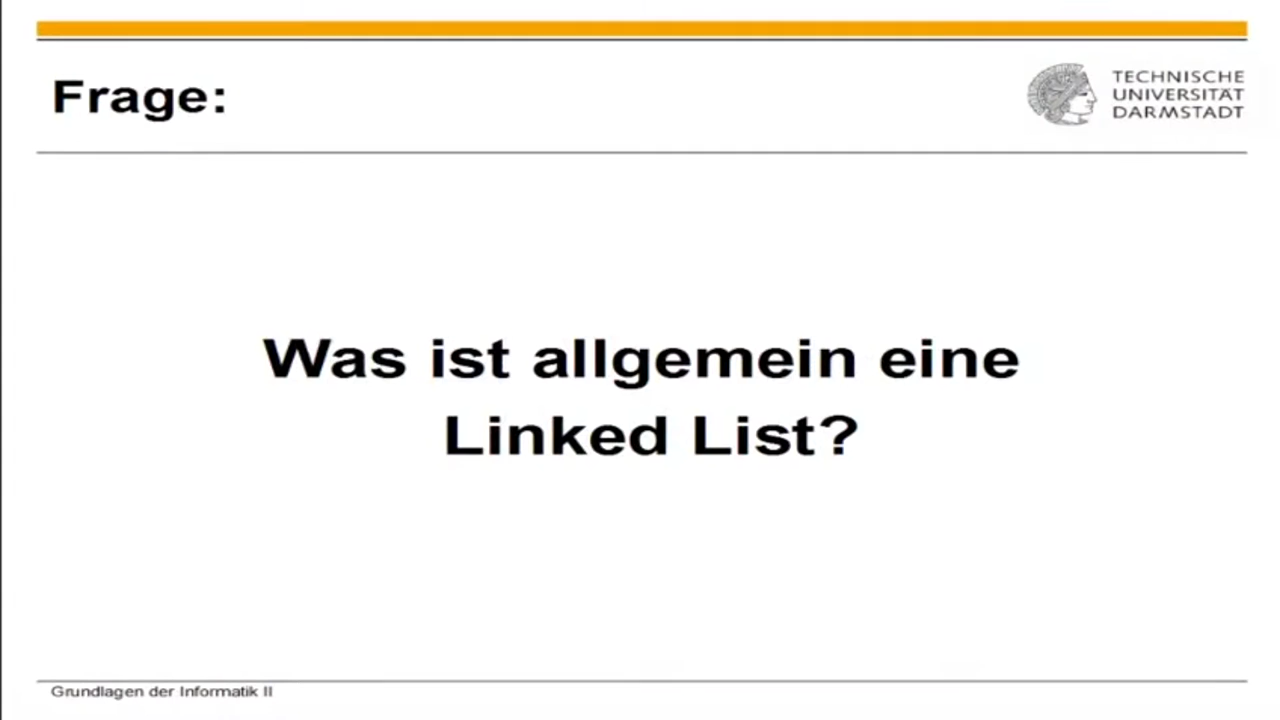 Frage:
TECHNISCHE
UNIVERSITÄT
DARMSTADT
Was ist allgemein eine
Linked List?
Grundlagen der Informatik II